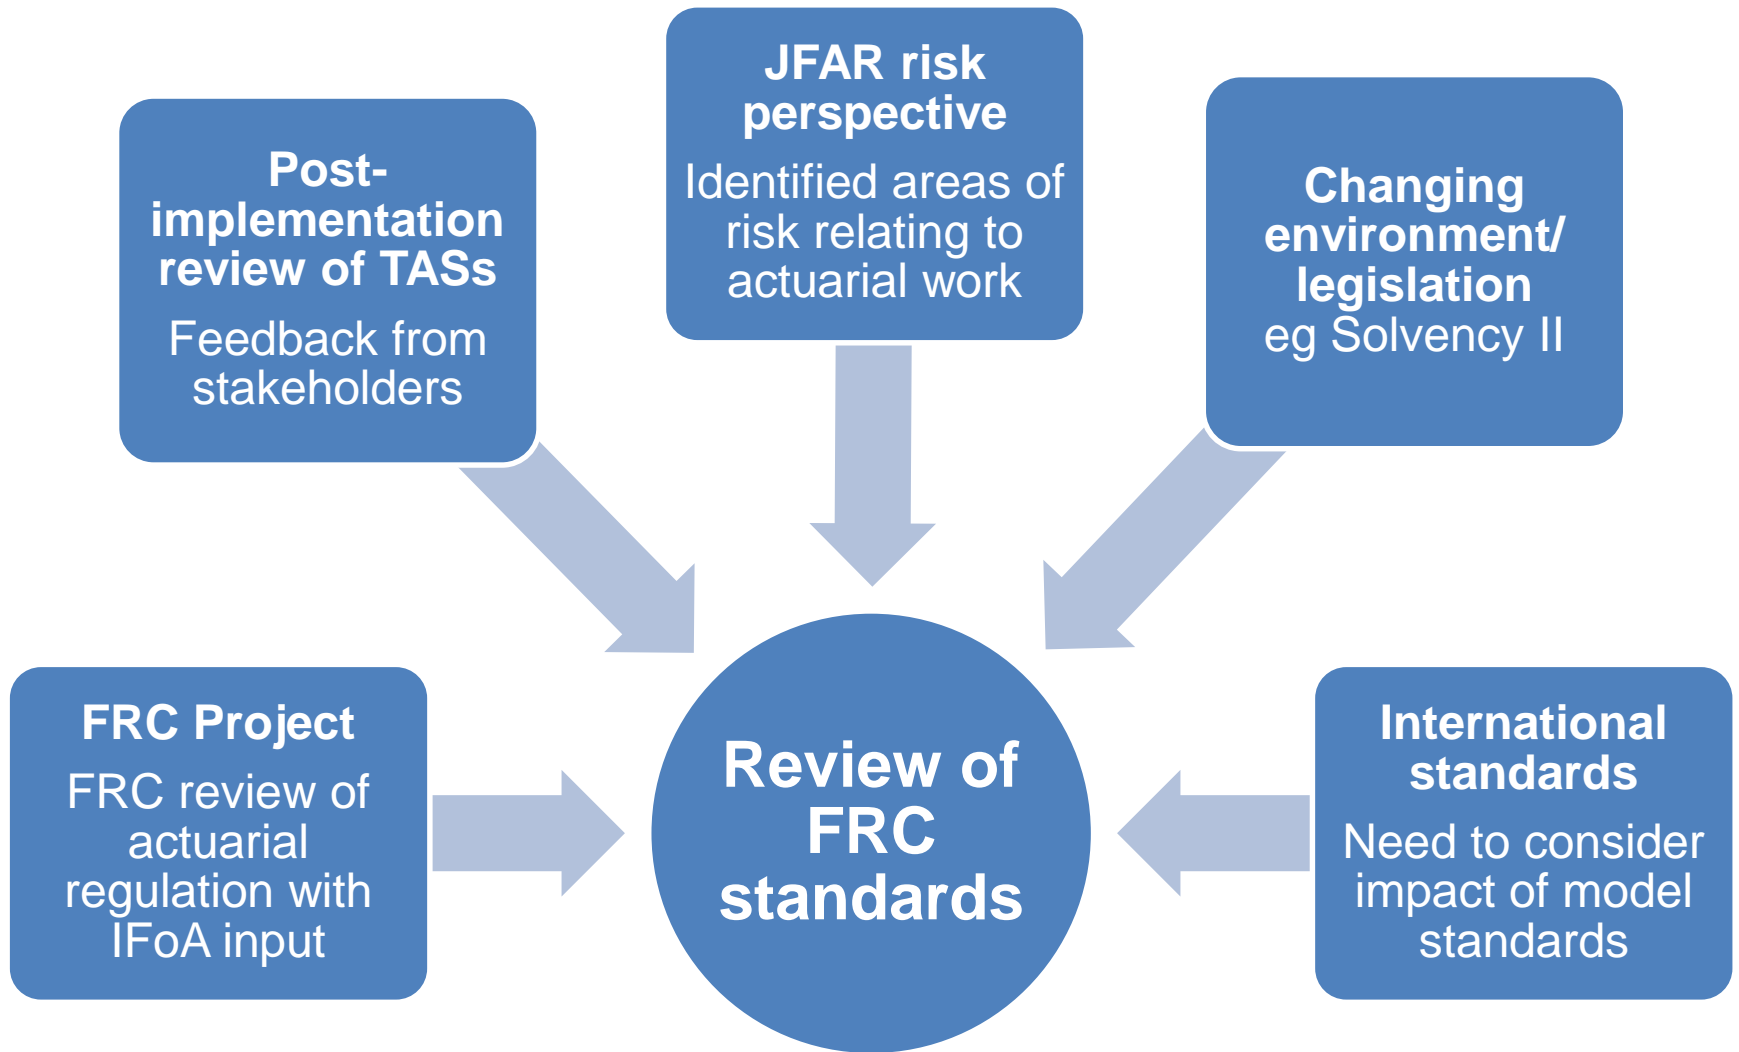 FRC Project
FRC review of
actuarial
regulation with
IFoA input
Post-
implementation
review of TASs
Feedback from
stakeholders
JFAR risk
perspective
Identified areas of
risk relating to
actuarial work
Changing
environment/
legislation
eg Solvency II
International
standards
Need to consider
impact of model
standards
Review of
FRC
standards